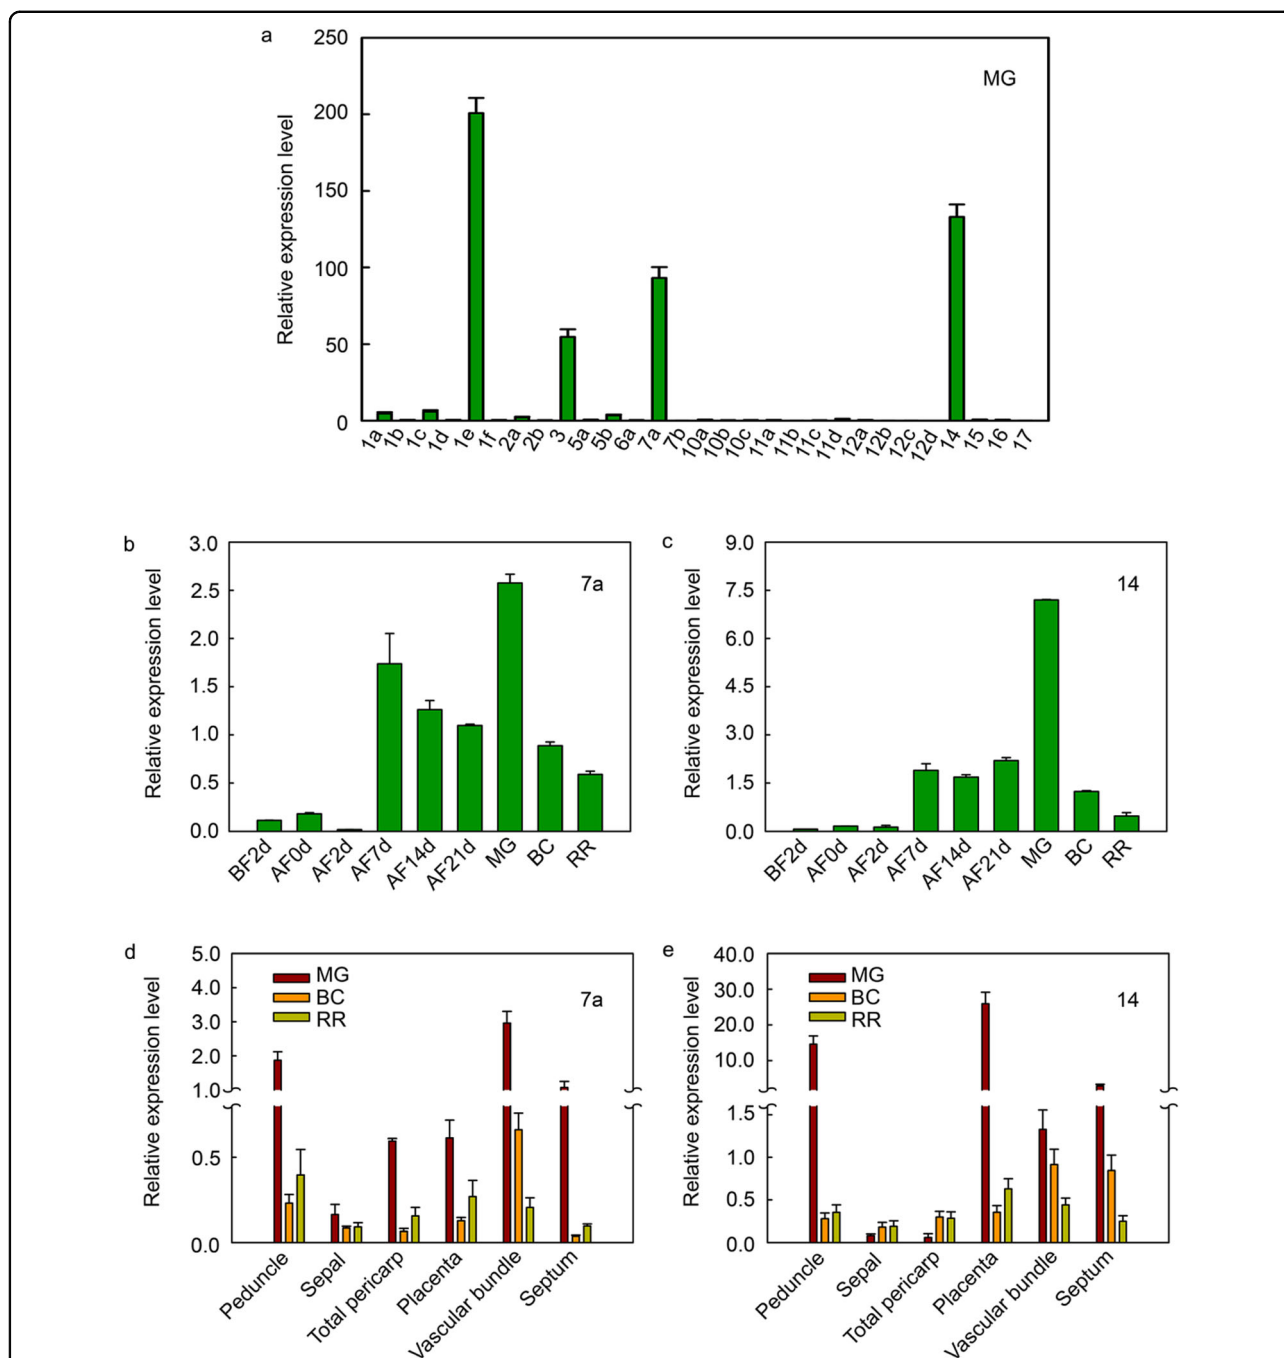 a
MG
Relative expression level
250
200
150
100
50
0
1a 1b 1c 1d 1e 1f 2a 2b 3 5a 5b 6a 7a 7b 10a 10b 10c 11a 11b 11c 11d 12a 12b 12c 12d 14 15 16 17
b
7a
Relative expression level
3.0
2.5
2.0
1.5
1.0
0.5
0.0
BF2d AF0d AF2d AF7d AF14d AF21d MG BC RR
c
14
Relative expression level
9.0
7.5
6.0
4.5
3.0
1.5
0.0
BF2d AF0d AF2d AF7d AF14d AF21d MG BC RR
d
7a
Relative expression level
5.0
4.0
3.0
2.0
1.0
0.5
0.0
MG
BC
RR
Peduncle Sepal Total pericarp Placenta Vascular bundle Septum
e
14
Relative expression level
40.0
30.0
20.0
10.0
1.5
1.0
0.5
0.0
MG
BC
RR
Peduncle Sepal Total pericarp Placenta Vascular bundle Septum